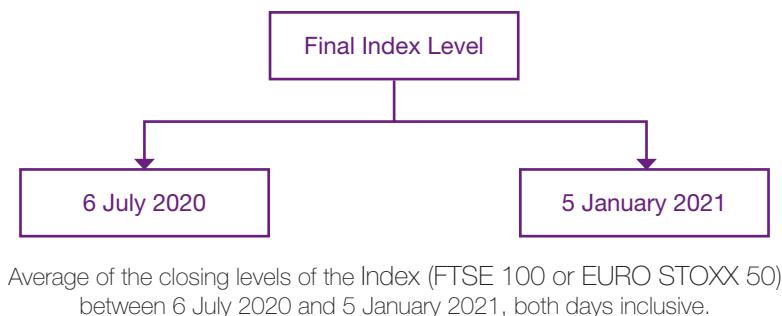 Final Index Level
6 July 2020
5 January 2021
Average of the closing levels of the Index (FTSE 100 or EURO STOXX 50)
between 6 July 2020 and 5 January 2021, both days inclusive.